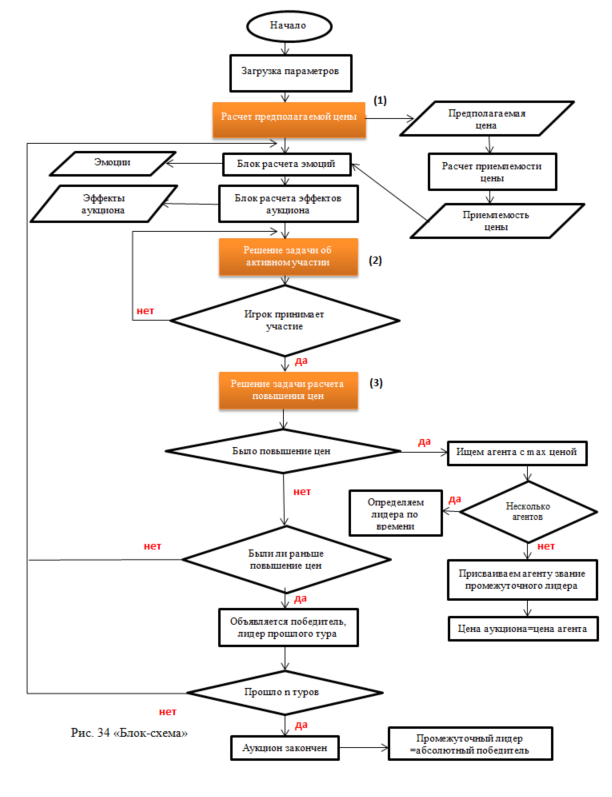 Начало
Загрузка параметров
(1)
Расчет предполагаемой цены
Предполагаемая
цена
Эмоции
Блок расчета эмоций
Расчет приемлемости
цены
Эффекты
аукциона
Блок расчета эффектов
аукциона
Приемлемость
цены
Решение задачи об
активном участии
(2)
нет
Игрок принимает
участие
да
Решение задачи расчета
повышения цен
(3)
Было повышение цен
да
Ищем агента с max ценой
нет
Определяем
лидера по
времени
да
Несколько
агентов
нет
нет
Были ли раньше
повышение цен
Присваиваем агенту звание
промежуточного лидера
да
Объявляется победитель,
лидер прошлого тура
Цена аукциона=цена агента
Прошло n туров
нет
да
Рис. 34 «Блок-схема»
Аукцион закончен
Промежуточный лидер
=абсолютный победитель